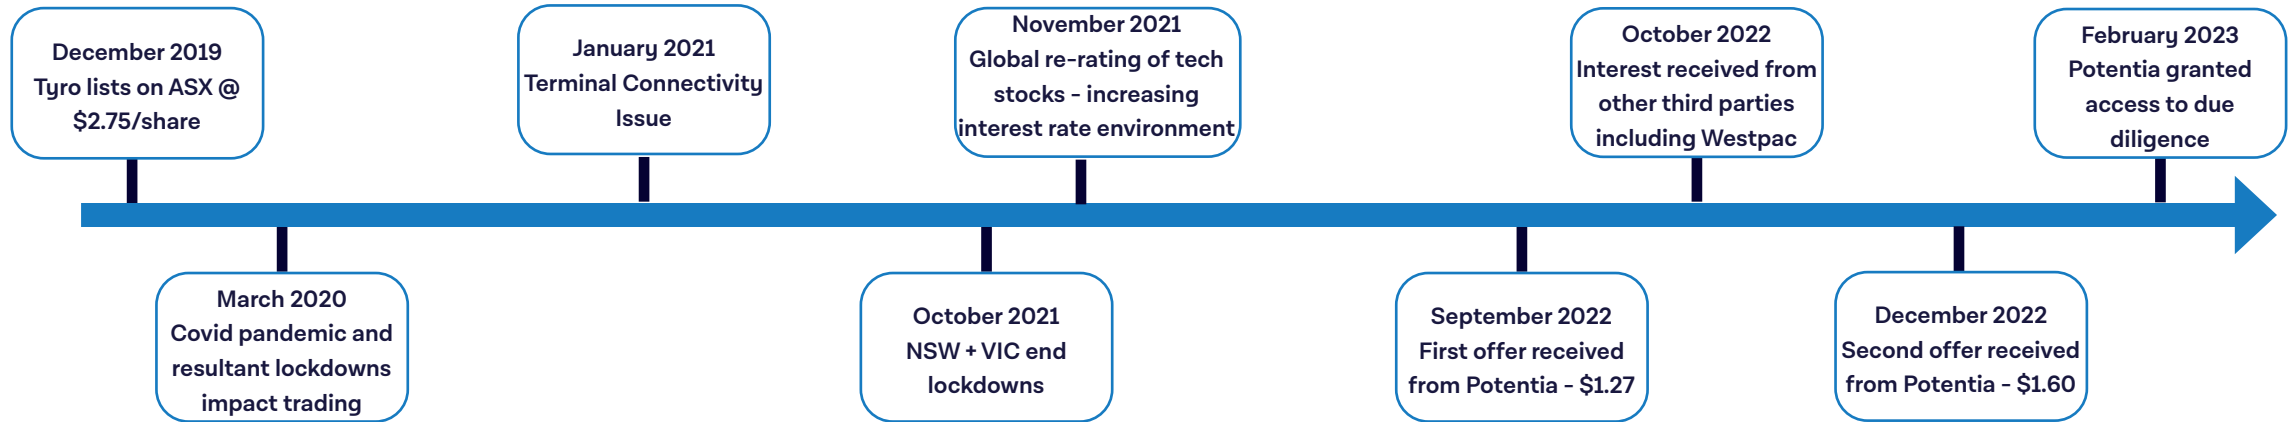 December 2019
Tyro lists on ASX @
$2.75/share
March 2020
Covid pandemic and
resultant lockdowns
impact trading
January 2021
Terminal Connectivity
Issue
October 2021
NSW + VIC end
lockdowns
November 2021
Global re-rating of tech
stocks - increasing
interest rate environment
September 2022
First offer received
from Potentia - $1.27
October 2022
Interest received from
other third parties
including Westpac
December 2022
Second offer received
from Potentia - $1.60
February 2023
Potentia granted
access to due
diligence